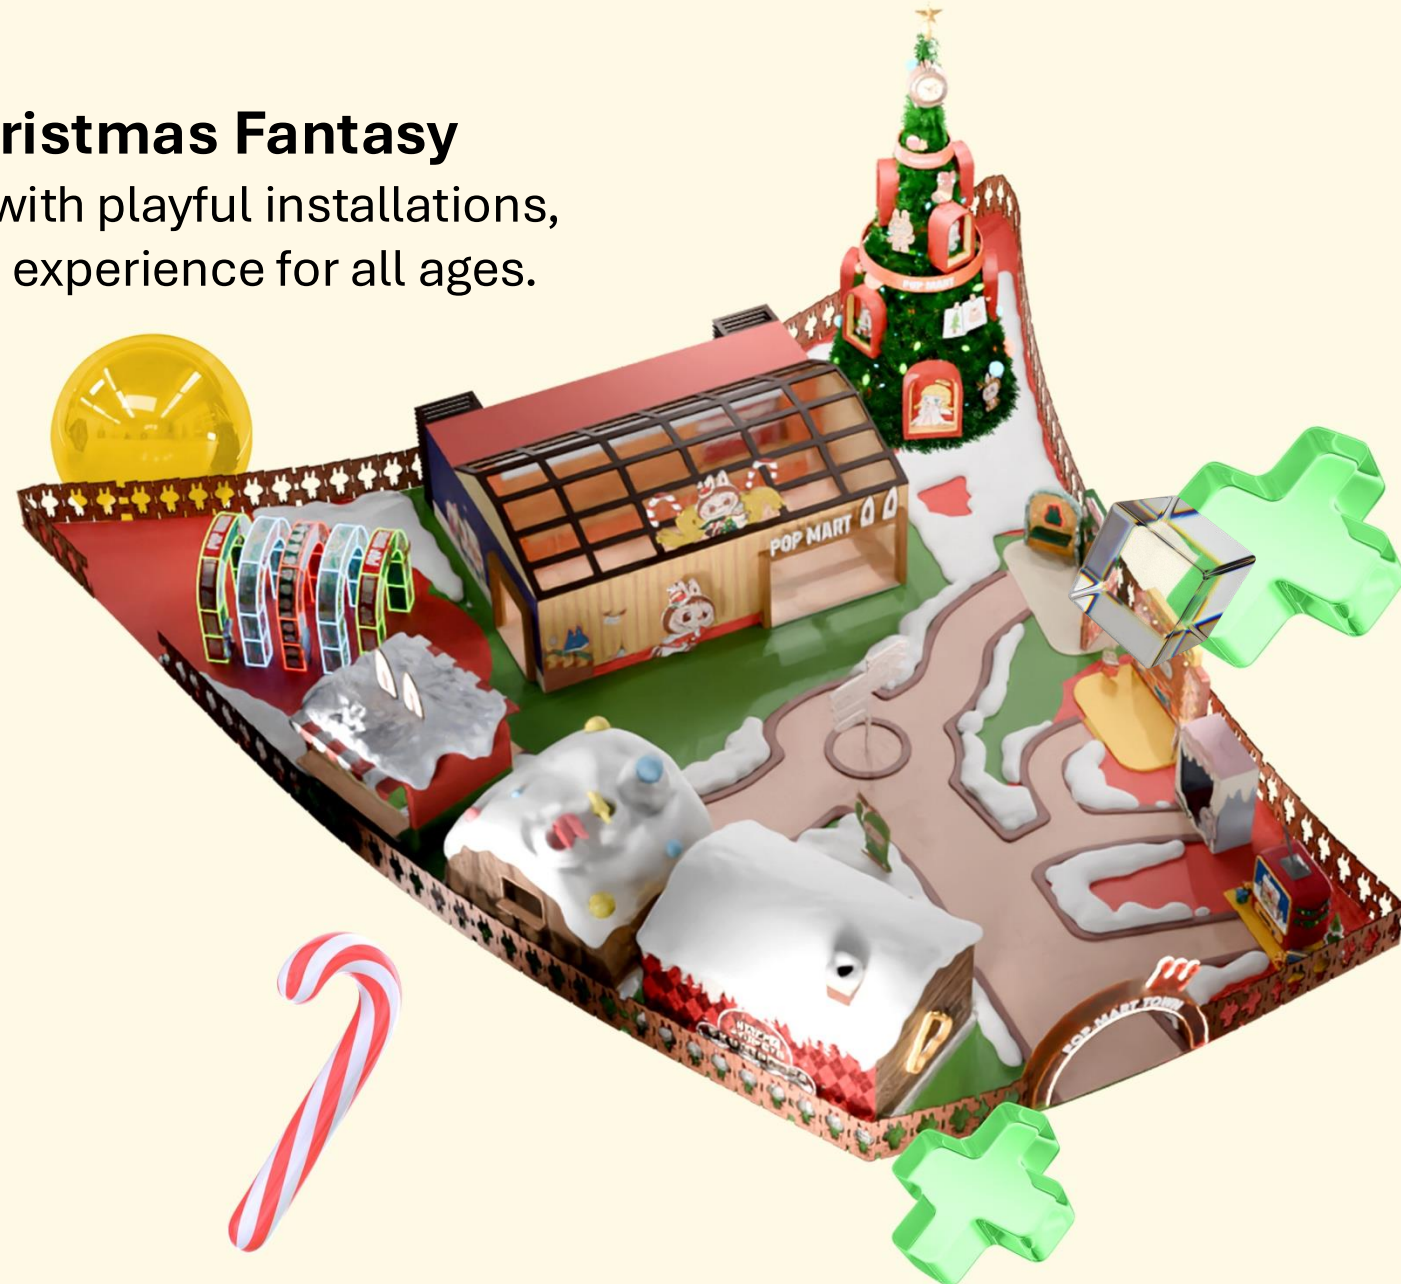 ristmas Fantasy
with playful installations,
experience for all ages.
POP MART
POP MART
POP MART TOWN